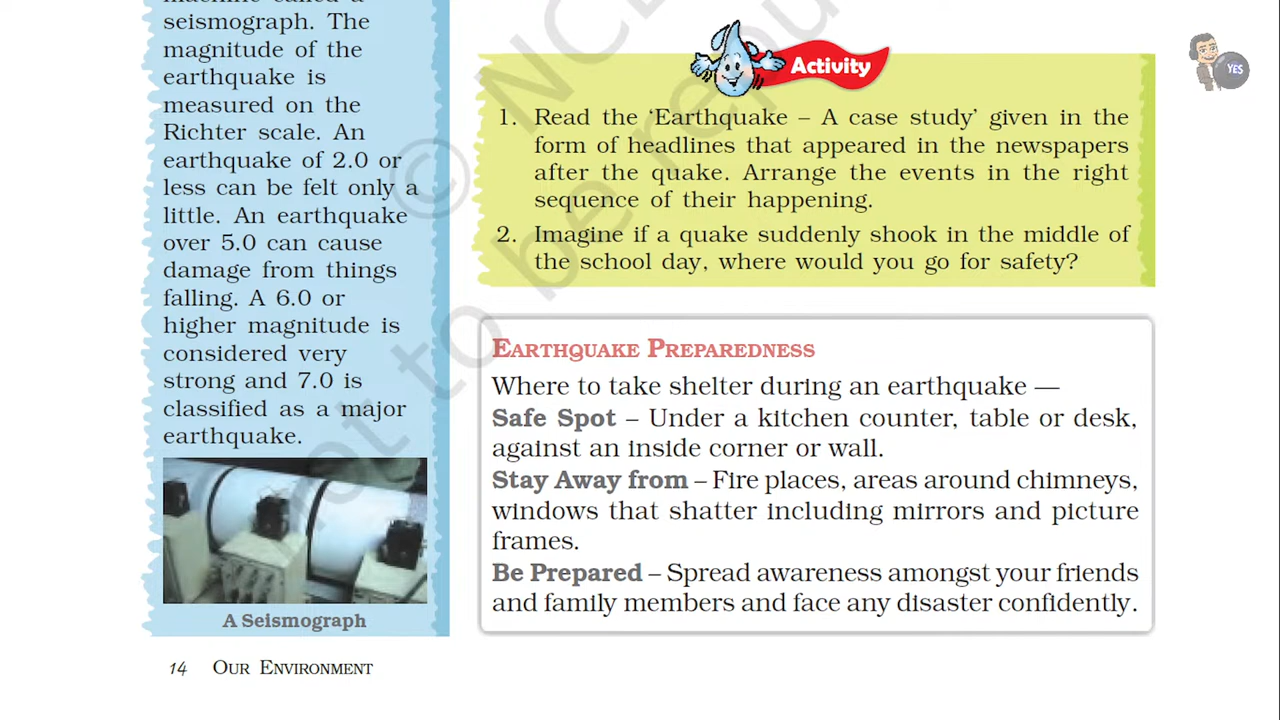 machine called a
seismograph. The
magnitude of the
earthquake is
measured on the
Richter scale. An
earthquake of 2.0 or
less can be felt only a
little. An earthquake
over 5.0 can cause
damage from things
falling. A 6.0 or
higher magnitude is
considered very
strong and 7.0 is
classified as a major
earthquake.
A Seismograph
Activity
1. Read the ‘Earthquake – A case study’ given in the
form of headlines that appeared in the newspapers
after the quake. Arrange the events in the right
sequence of their happening.
2. Imagine if a quake suddenly shook in the middle of
the school day, where would you go for safety?
EARTHQUAKE PREPAREDNESS
Where to take shelter during an earthquake —
Safe Spot – Under a kitchen counter, table or desk,
against an inside corner or wall.
Stay Away from – Fire places, areas around chimneys,
windows that shatter including mirrors and picture
frames.
Be Prepared – Spread awareness amongst your friends
and family members and face any disaster confidently.
14 OUR ENVIRONMENT
YES
© NC
not to be repu